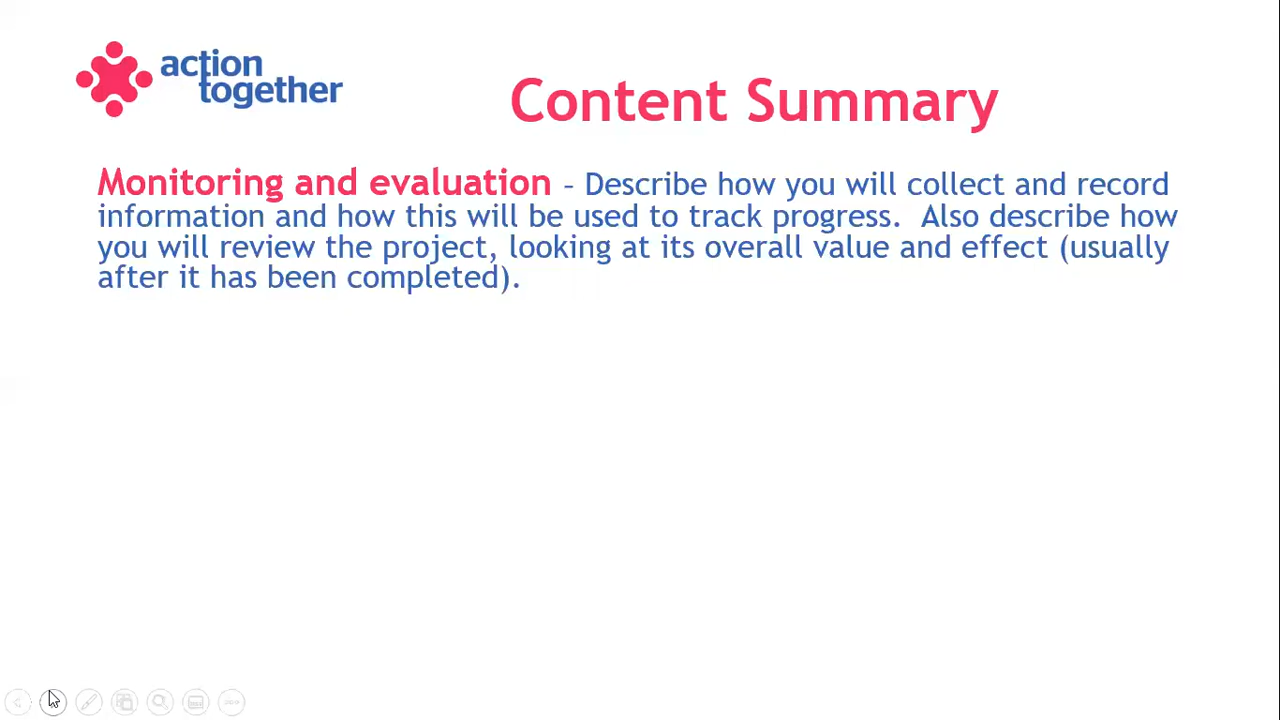 action
together
Content Summary
Monitoring and evaluation – Describe how you will collect and record
information and how this will be used to track progress.  Also describe how
you will review the project, looking at its overall value and effect (usually
after it has been completed).